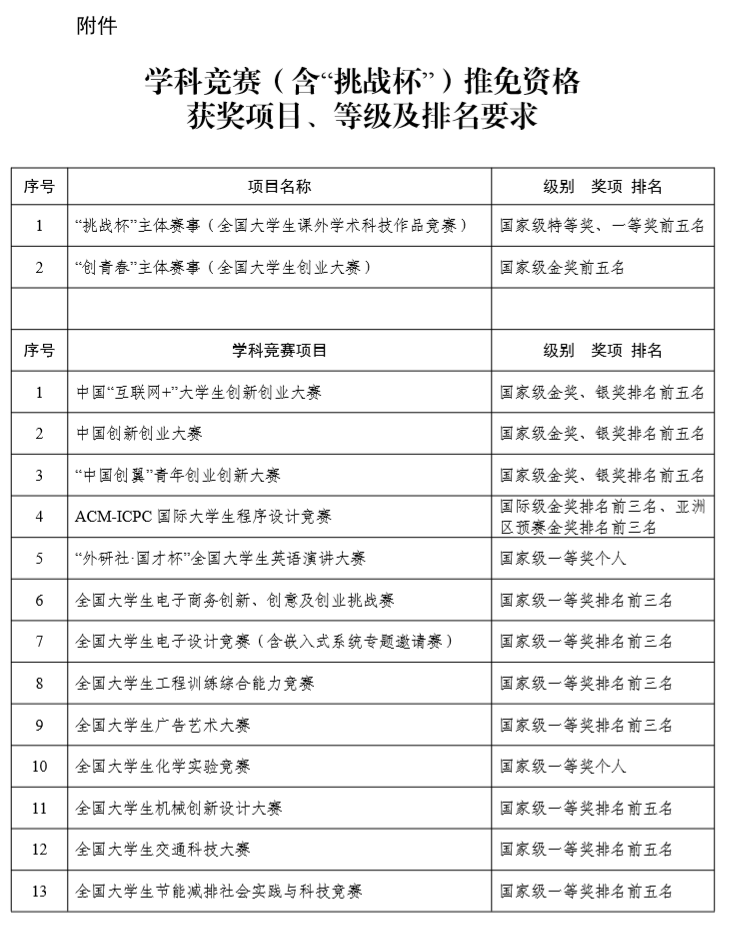 附件
学科竞赛（含“挑战杯”）推免资格
获奖项目、等级及排名要求
序号 项目名称 级别 奖项 排名
1 “挑战杯”主体赛事（全国大学生课外学术科技作品竞赛） 国家级特等奖、一等奖前五名
2 “创青春”主体赛事（全国大学生创业大赛） 国家级金奖前五名
序号 学科竞赛项目 级别 奖项 排名
1 中国“互联网+”大学生创新创业大赛 国家级金奖、银奖排名前五名
2 中国创新创业大赛 国家级金奖、银奖排名前五名
3 “中国创翼”青年创业创新大赛 国家级金奖、银奖排名前五名
4 ACM-ICPC 国际大学生程序设计竞赛 国际级金奖排名前三名、亚洲
区预赛金奖排名前三名
5 “外研社·国才杯”全国大学生英语演讲大赛 国家级一等奖个人
6 全国大学生电子商务创新、创意及创业挑战赛 国家级一等奖排名前三名
7 全国大学生电子设计竞赛（含嵌入式系统专题邀请赛） 国家级一等奖排名前三名
8 全国大学生工程训练综合能力竞赛 国家级一等奖排名前三名
9 全国大学生广告艺术大赛 国家级一等奖排名前三名
10 全国大学生化学实验竞赛 国家级一等奖个人
11 全国大学生机械创新设计大赛 国家级一等奖排名前五名
12 全国大学生交通科技大赛 国家级一等奖排名前五名
13 全国大学生节能减排社会实践与科技竞赛 国家级一等奖排名前五名